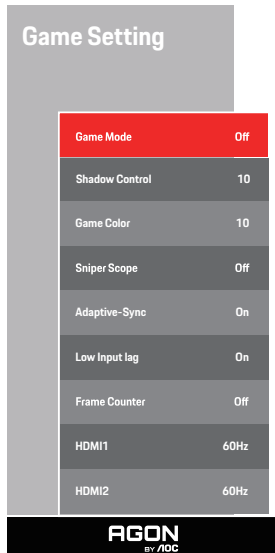 Game Setting
Game Mode Off
Shadow Control 10
Game Color 10
Sniper Scope Off
Adaptive-Sync On
Low Input lag On
Frame Counter Off
HDMI1 60Hz
HDMI2 60Hz
AGON
BY AOC